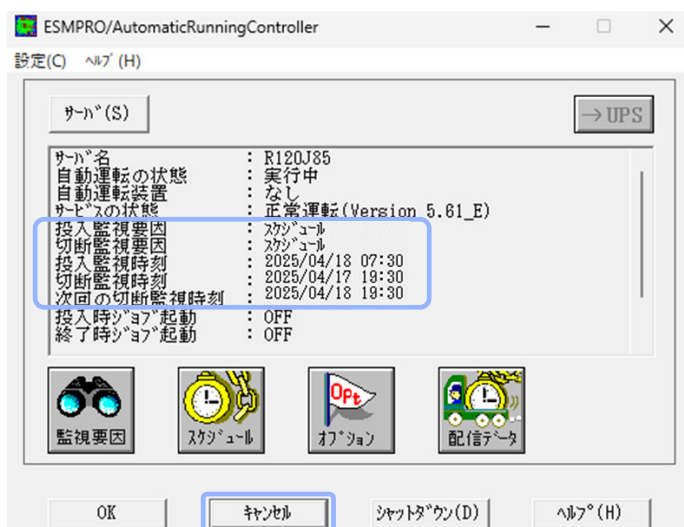 ESMPRO/AutomaticRunningController
設定(C) ﾍﾙﾌﾟ(H)
ｻｰﾊﾞ(S)
→UPS
ｻｰﾊﾞ名 : R120J85
自動運転の状態 : 実行中
自動運転装置 : なし
ｻｰﾋﾞｽの状態 : 正常運転(Version 5.61_E)
投入監視要因 : ｽｹｼﾞｭｰﾙ
切断監視要因 : ｽｹｼﾞｭｰﾙ
投入監視時刻 : 2025/04/18 07:30
切断監視時刻 : 2025/04/17 19:30
次回の切断監視時刻 : 2025/04/18 19:30
投入時ｼﾞｮﾌﾞ起動 : OFF
終了時ｼﾞｮﾌﾞ起動 : OFF
Opt
監視要因 ｽｹｼﾞｭｰﾙ ｵﾌﾟｼｮﾝ 配信ﾃﾞｰﾀ
OK ｷｬﾝｾﾙ ｼｬｯﾄﾀﾞｳﾝ(D) ﾍﾙﾌﾟ(H)